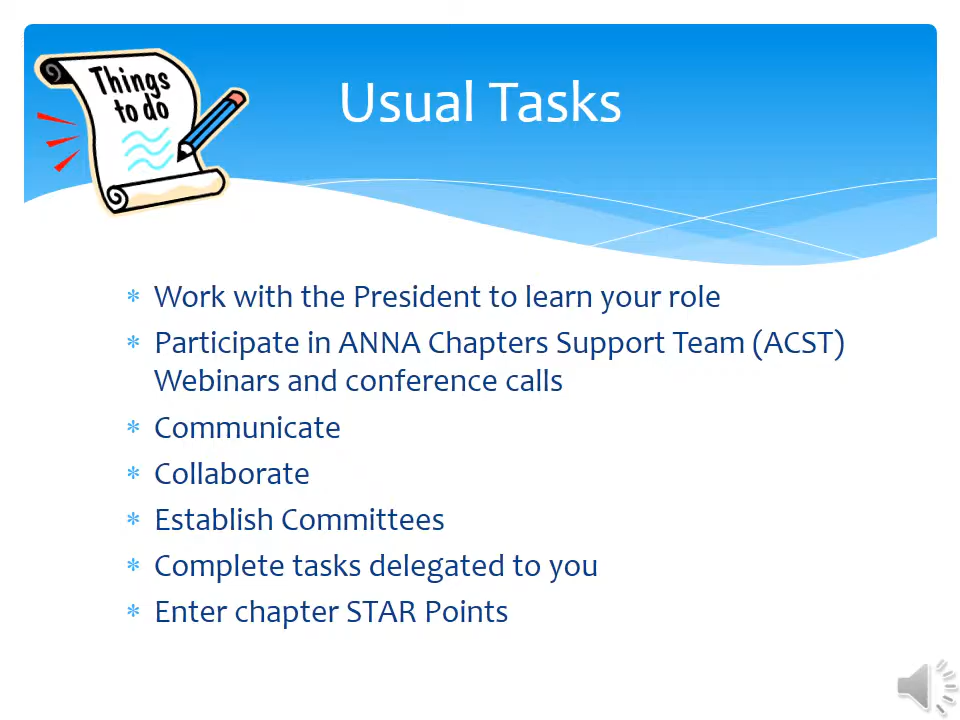 Things
to do
Usual Tasks
* Work with the President to learn your role
* Participate in ANNA Chapters Support Team (ACST)
Webinars and conference calls
* Communicate
* Collaborate
* Establish Committees
* Complete tasks delegated to you
* Enter chapter STAR Points